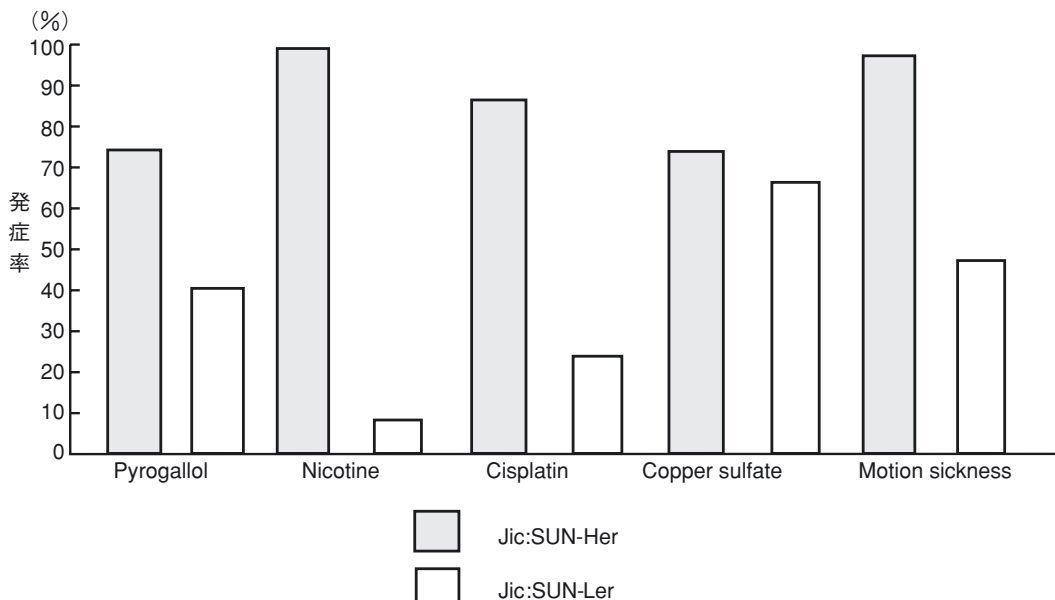 (%)
100
90
80
70
60
50
40
30
20
10
0
発症率
Pyrogallol
Nicotine
Cisplatin
Copper sulfate
Motion sickness
Jic:SUN-Her
Jic:SUN-Ler